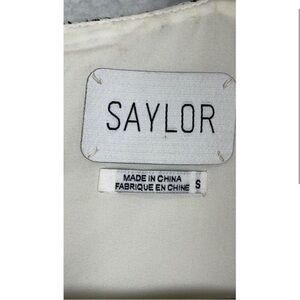 SAYLOR
MADE IN CHINA
FABRIQUE EN CHINE
S